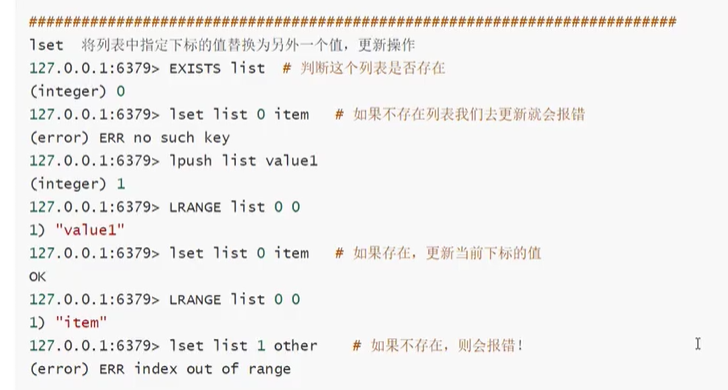 ##########################################################################
lset  将列表中指定下标的值替换为另外一个值，更新操作
127.0.0.1:6379> EXISTS list  # 判断这个列表是否存在
(integer) 0
127.0.0.1:6379> lset list 0 item   # 如果不存在列表我们去更新就会报错
(error) ERR no such key
127.0.0.1:6379> lpush list value1
(integer) 1
127.0.0.1:6379> LRANGE list 0 0
1) "value1"
127.0.0.1:6379> lset list 0 item   # 如果存在，更新当前下标的值
OK
127.0.0.1:6379> LRANGE list 0 0
1) "item"
127.0.0.1:6379> lset list 1 other    # 如果不存在，则会报错！
(error) ERR index out of range